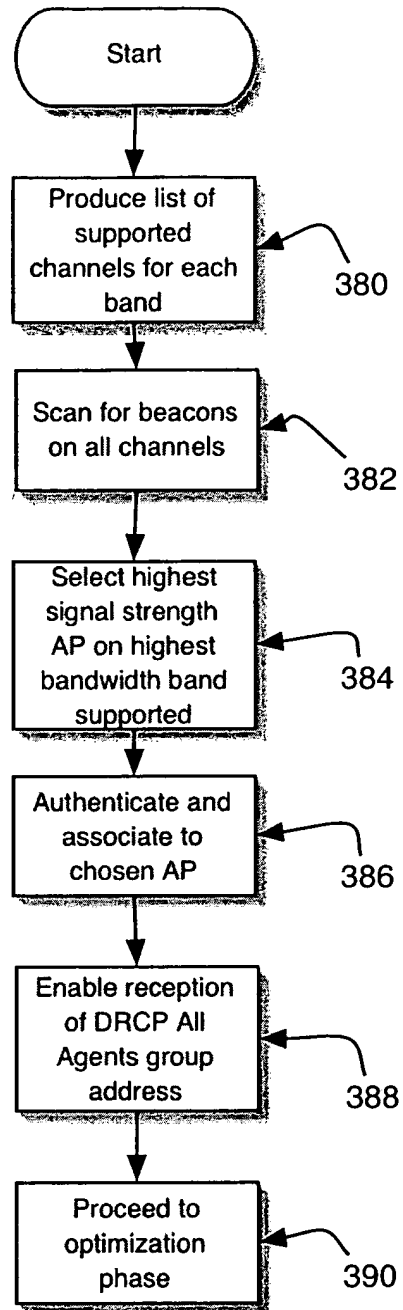 Start
Produce list of
supported
channels for each
band
380
Scan for beacons
on all channels
382
Select highest
signal strength
AP on highest
bandwidth band
supported
384
Authenticate and
associate to
chosen AP
386
Enable reception
of DRCP All
Agents group
address
388
Proceed to
optimization
phase
390